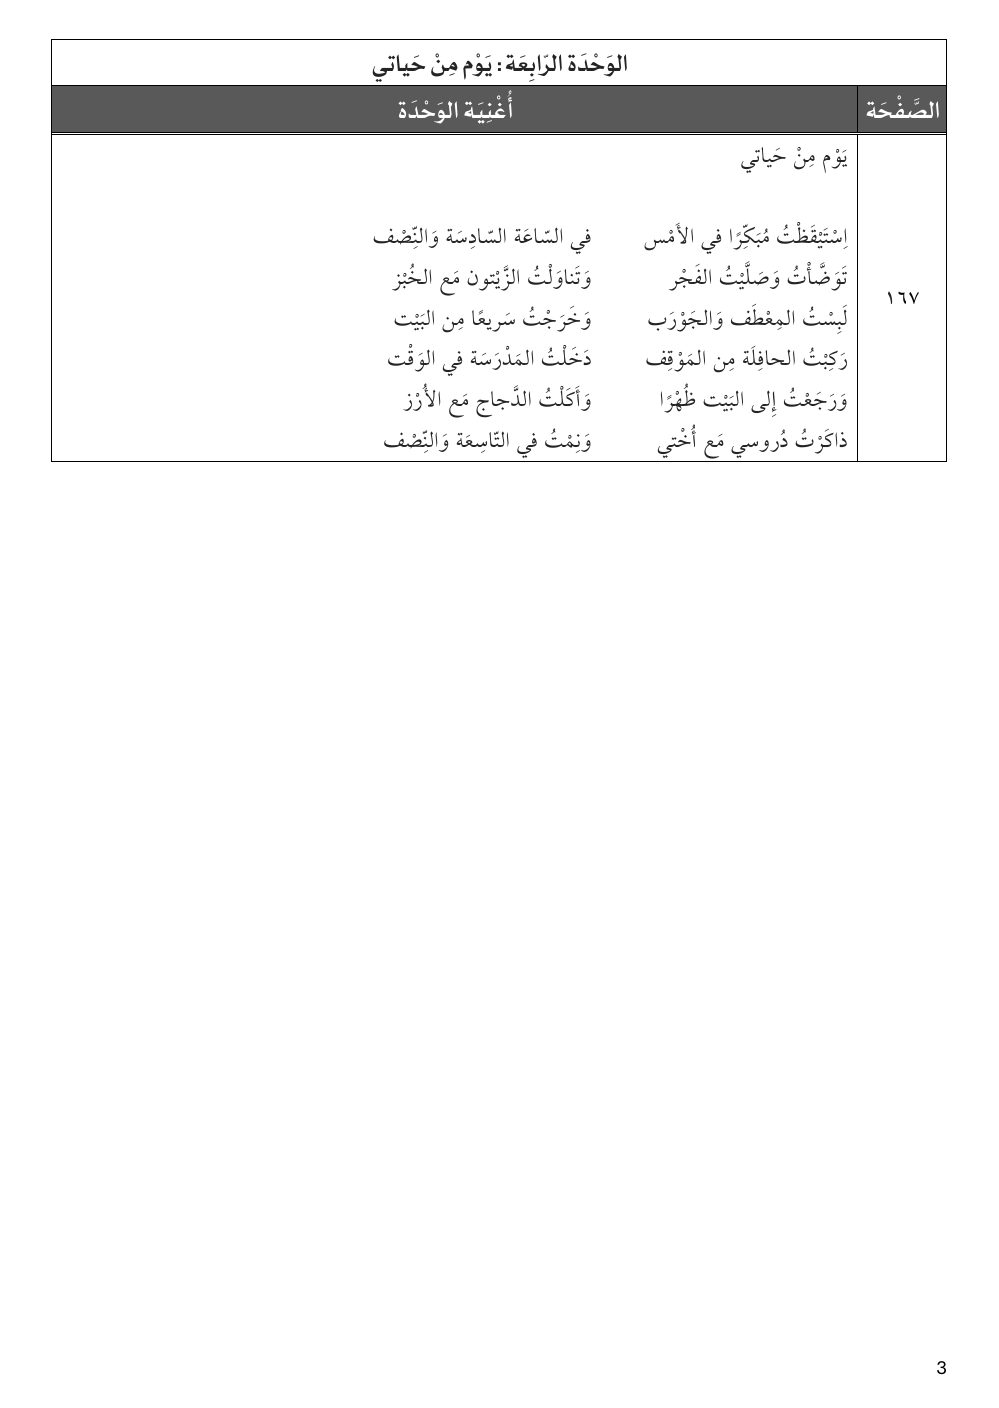 الوَحْدَة الرّابِعَة: يَوْم مِنْ حَياتي
الصَّفْحَة أُغْنِيَة الوَحْدَة
يَوْم مِنْ حَياتي
اِسْتَيْقَظْتُ مُبَكِّرًا في الأَمْس في السّاعَة السّادِسَة وَالنِّصْف
تَوَضَّأْتُ وَصَلَّيْتُ الفَجْر وَتَناوَلْتُ الزَّيْتون مَع الخُبْز
١٦٧
لَبِسْتُ المِعْطَف وَالجَوْرَب وَخَرَجْتُ سَريعًا مِن البَيْت
رَكِبْتُ الحافِلَة مِن المَوْقِف دَخَلْتُ المَدْرَسَة في الوَقْت
وَرَجَعْتُ إِلى البَيْت ظُهْرًا وَأَكَلْتُ الدَّجاج مَع الأُرْز
ذاكَرْتُ دُروسي مَع أُخْتي وَنِمْتُ في التّاسِعَة وَالنِّصْف
3